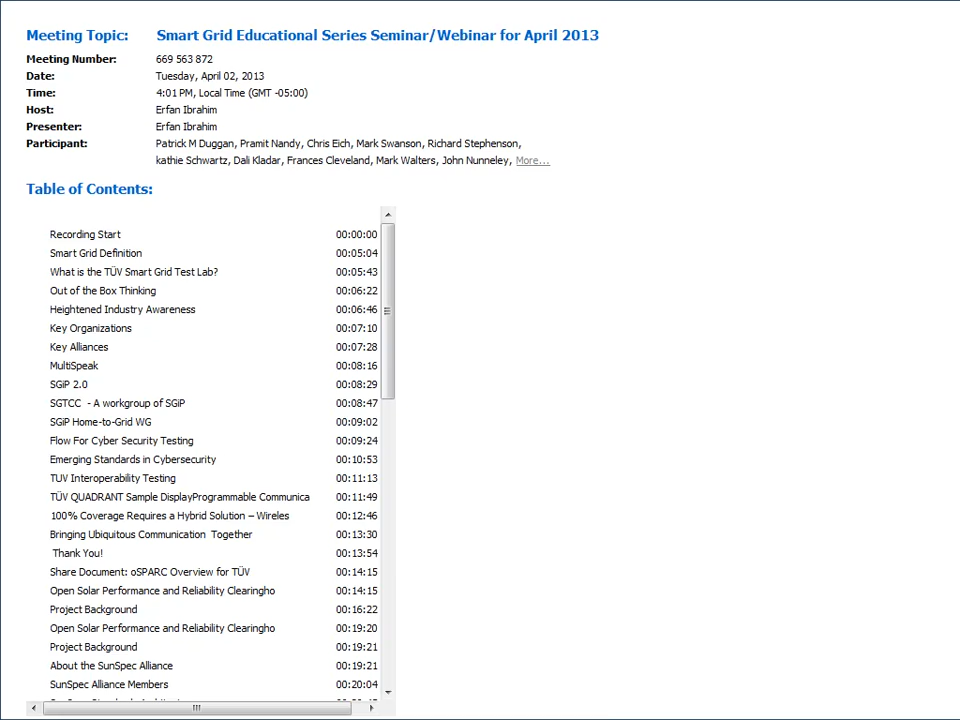 Meeting Topic: Smart Grid Educational Series Seminar/Webinar for April 2013
Meeting Number: 669 563 872
Date: Tuesday, April 02, 2013
Time: 4:01 PM, Local Time (GMT -05:00)
Host: Erfan Ibrahim
Presenter: Erfan Ibrahim
Participant: Patrick M Duggan, Pramit Nandy, Chris Eich, Mark Swanson, Richard Stephenson,
kathie Schwartz, Dali Kladar, Frances Cleveland, Mark Walters, John Nunneley, More...
Table of Contents:
Recording Start 00:00:00
Smart Grid Definition 00:05:04
What is the TÜV Smart Grid Test Lab? 00:05:43
Out of the Box Thinking 00:06:22
Heightened Industry Awareness 00:06:46
Key Organizations 00:07:10
Key Alliances 00:07:28
MultiSpeak 00:08:16
SGiP 2.0 00:08:29
SGTCC - A workgroup of SGiP 00:08:47
SGiP Home-to-Grid WG 00:09:02
Flow For Cyber Security Testing 00:09:24
Emerging Standards in Cybersecurity 00:10:53
TUV Interoperability Testing 00:11:13
TÜV QUADRANT Sample DisplayProgrammable Communica 00:11:49
100% Coverage Requires a Hybrid Solution – Wireles 00:12:46
Bringing Ubiquitous Communication Together 00:13:30
Thank You! 00:13:54
Share Document: oSPARC Overview for TÜV 00:14:15
Open Solar Performance and Reliability Clearingho 00:14:15
Project Background 00:16:22
Open Solar Performance and Reliability Clearingho 00:19:20
Project Background 00:19:21
About the SunSpec Alliance 00:19:21
SunSpec Alliance Members 00:20:04